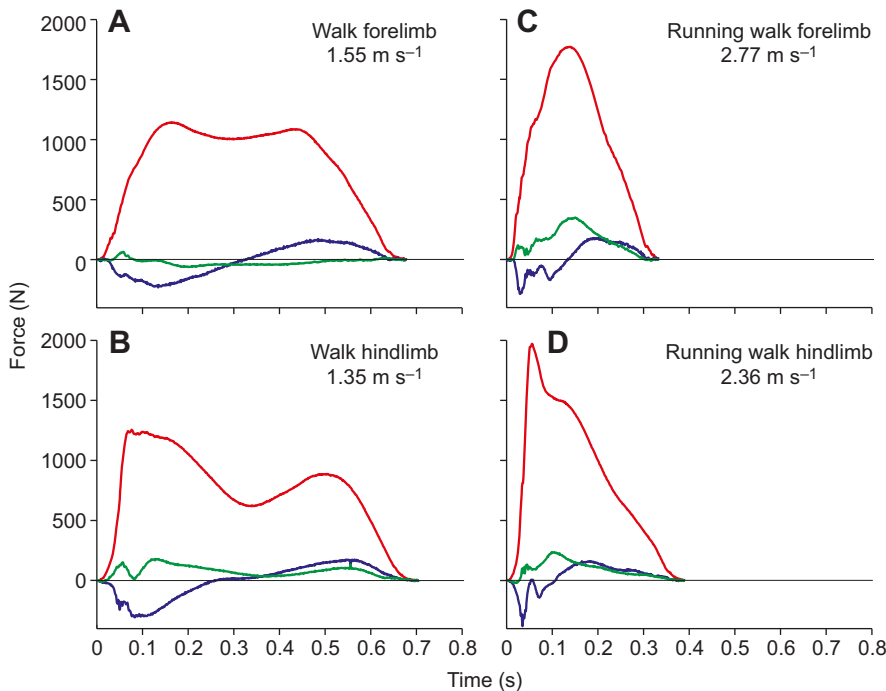 A
Walk forelimb
1.55 m s–1
2000
1500
1000
500
0
C
Running walk forelimb
2.77 m s–1
B
Walk hindlimb
1.35 m s–1
2000
1500
1000
500
0
0 0.1 0.2 0.3 0.4 0.5 0.6 0.7 0.8
D
Running walk hindlimb
2.36 m s–1
0 0.1 0.2 0.3 0.4 0.5 0.6 0.7 0.8
Force (N)
Time (s)